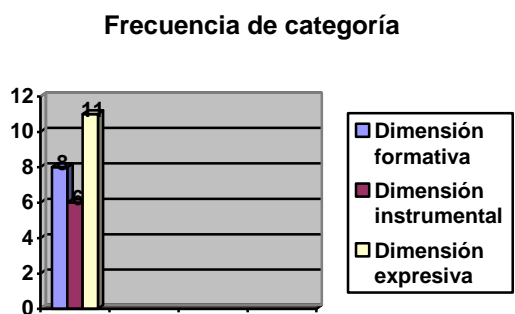 Frecuencia de categoría
12
10
8
6
4
2
0
8
6
11
Dimensión
formativa
Dimensión
instrumental
Dimensión
expresiva